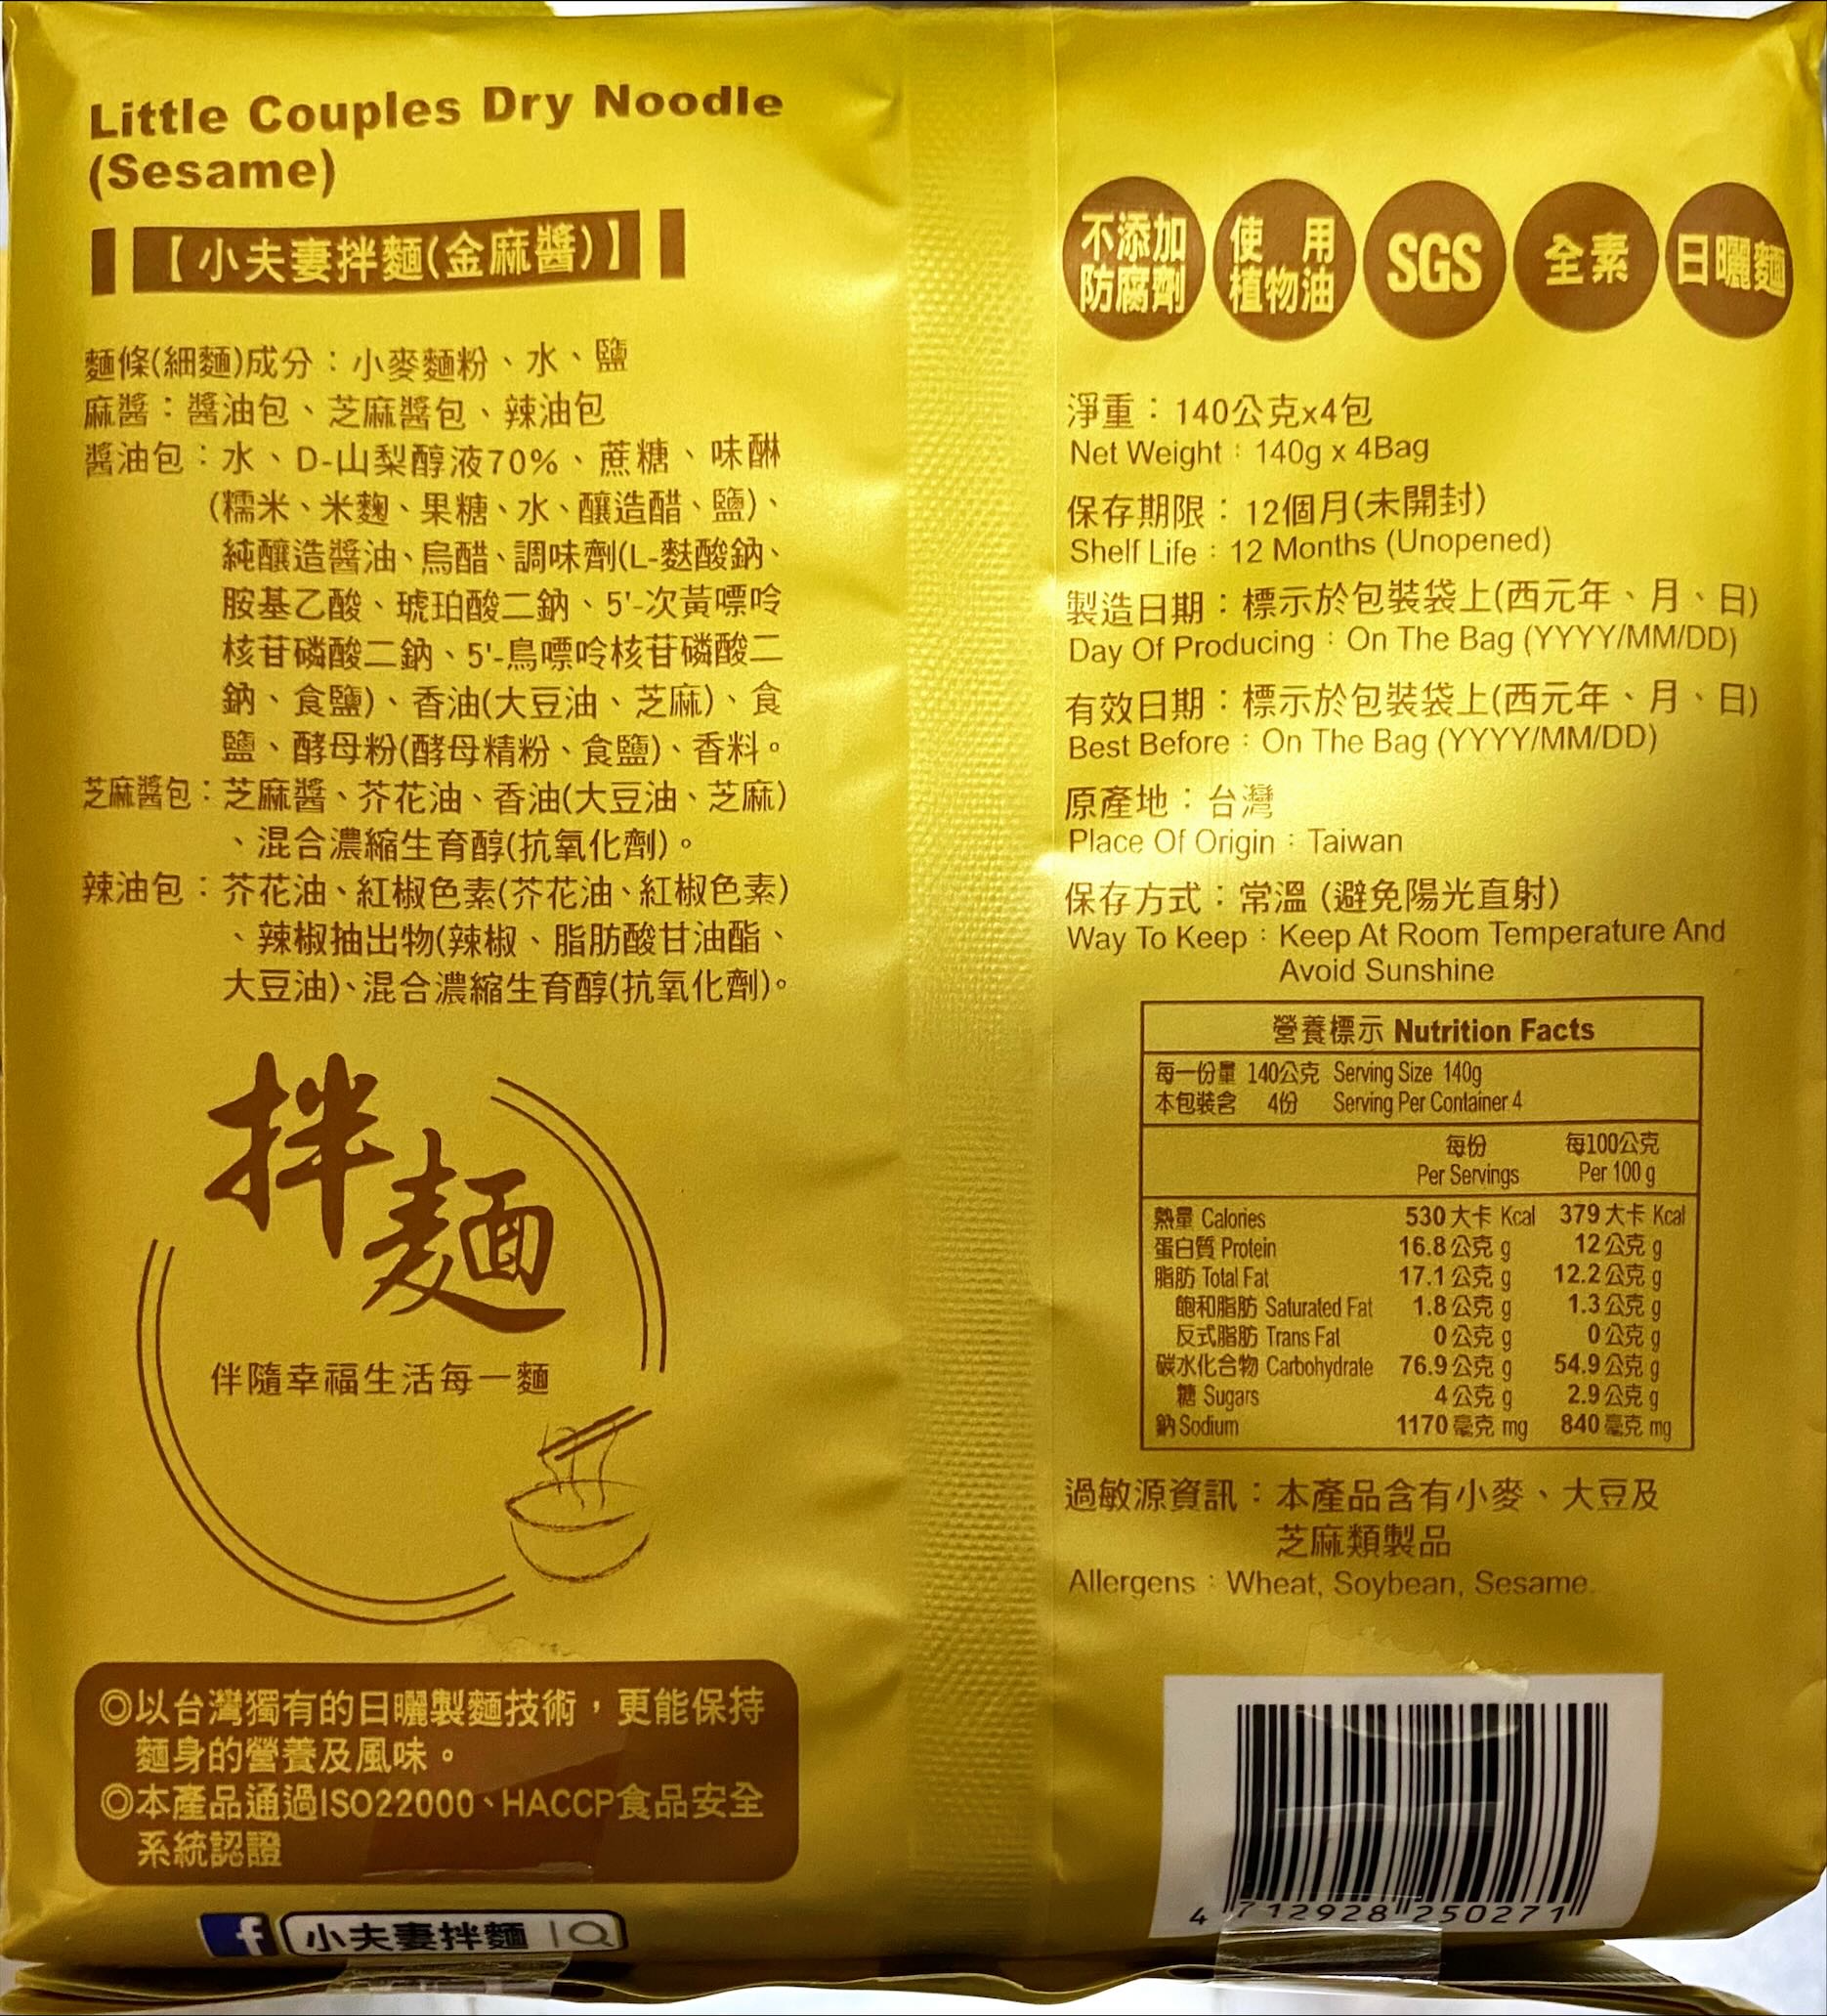 Little Couples Dry Noodle
(Sesame)
【小夫妻拌麵(金麻醬)】
麵條(細麵)成分：小麥麵粉、水、鹽
麻醬：醬油包、芝麻醬包、辣油包
醬油包：水、D-山梨醇液70%、蔗糖、味醂
(糯米、米麴、果糖、水、釀造醋、鹽)、
純釀造醬油、烏醋、調味劑(L-麩酸鈉、
胺基乙酸、琥珀酸二鈉、5'-次黃嘌呤
核苷磷酸二鈉、5'-鳥嘌呤核苷磷酸二
鈉、食鹽)、香油(大豆油、芝麻)、食
鹽、酵母粉(酵母精粉、食鹽)、香料。
芝麻醬包：芝麻醬、芥花油、香油(大豆油、芝麻)
、混合濃縮生育醇(抗氧化劑)。
辣油包：芥花油、紅椒色素(芥花油、紅椒色素)
、辣椒抽出物(辣椒、脂肪酸甘油酯、
大豆油)、混合濃縮生育醇(抗氧化劑)。
拌麵
伴隨幸福生活每一麵
◎以台灣獨有的日曬製麵技術，更能保持
麵身的營養及風味。
◎本產品通過ISO22000、HACCP食品安全
系統認證
f 小夫妻拌麵
不添加
防腐劑
使用
植物油
SGS
全素
日曬麵
淨重：140公克x4包
Net Weight：140g x 4Bag
保存期限：12個月(未開封)
Shelf Life：12 Months (Unopened)
製造日期：標示於包裝袋上(西元年、月、日)
Day Of Producing：On The Bag (YYYY/MM/DD)
有效日期：標示於包裝袋上(西元年、月、日)
Best Before：On The Bag (YYYY/MM/DD)
原產地：台灣
Place Of Origin：Taiwan
保存方式：常溫 (避免陽光直射)
Way To Keep：Keep At Room Temperature And
Avoid Sunshine
營養標示 Nutrition Facts
每一份量 140公克 Serving Size 140g
本包裝含 4份 Serving Per Container 4
每份 每100公克
Per Servings Per 100 g
熱量 Calories 530 大卡 Kcal 379 大卡 Kcal
蛋白質 Protein 16.8 公克 g 12 公克 g
脂肪 Total Fat 17.1 公克 g 12.2 公克 g
飽和脂肪 Saturated Fat 1.8 公克 g 1.3 公克 g
反式脂肪 Trans Fat 0 公克 g 0 公克 g
碳水化合物 Carbohydrate 76.9 公克 g 54.9 公克 g
糖 Sugars 4 公克 g 2.9 公克 g
鈉 Sodium 1170 毫克 mg 840 毫克 mg
過敏源資訊：本產品含有小麥、大豆及
芝麻類製品
Allergens：Wheat, Soybean, Sesame.
4 712928 250271